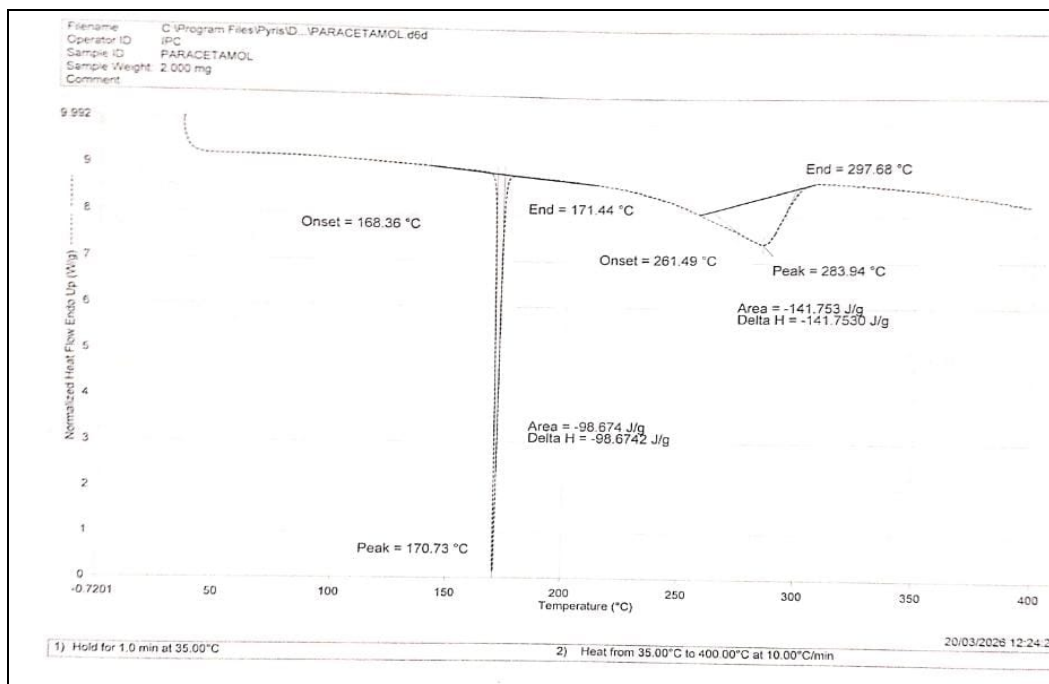 Filename C:\Program Files\Pyris\D...\PARACETAMOL.d6d
Operator ID IPC
Sample ID PARACETAMOL
Sample Weight: 2.000 mg
Comment
9.992
9
8
7
6
5
4
3
2
1
0
-0.7201
Normalized Heat Flow Endo Up (W/g)
Onset = 168.36 °C
End = 171.44 °C
End = 297.68 °C
Onset = 261.49 °C
Peak = 283.94 °C
Area = -141.753 J/g
Delta H = -141.7530 J/g
Area = -98.674 J/g
Delta H = -98.6742 J/g
Peak = 170.73 °C
50 100 150 200 250 300 350 400
Temperature (°C)
20/03/2026 12:24:2
1) Hold for 1.0 min at 35.00°C
2) Heat from 35.00°C to 400.00°C at 10.00°C/min